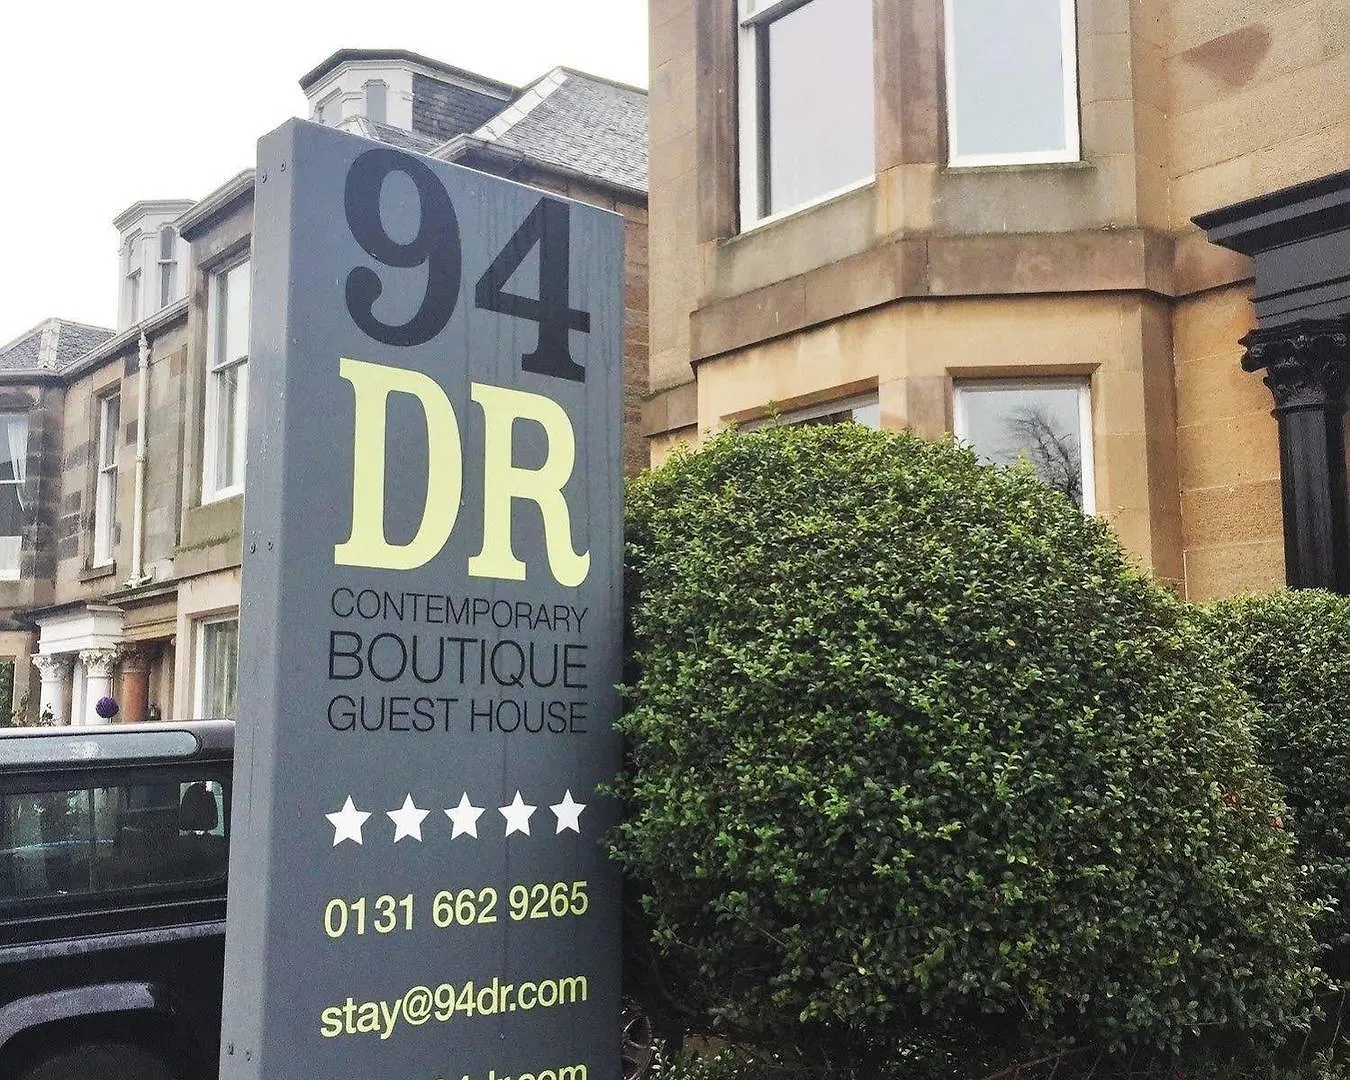 94
DR
CONTEMPORARY
BOUTIQUE
GUEST HOUSE
0131 662 9265
stay@94dr.com